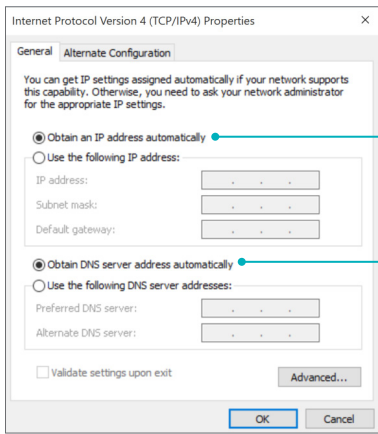 Internet Protocol Version 4 (TCP/IPv4) Properties
General
Alternate Configuration
You can get IP settings assigned automatically if your network supports
this capability. Otherwise, you need to ask your network administrator
for the appropriate IP settings.
Obtain an IP address automatically
Use the following IP address:
IP address:
Subnet mask:
Default gateway:
Obtain DNS server address automatically
Use the following DNS server addresses:
Preferred DNS server:
Alternate DNS server:
Validate settings upon exit
Advanced...
OK
Cancel